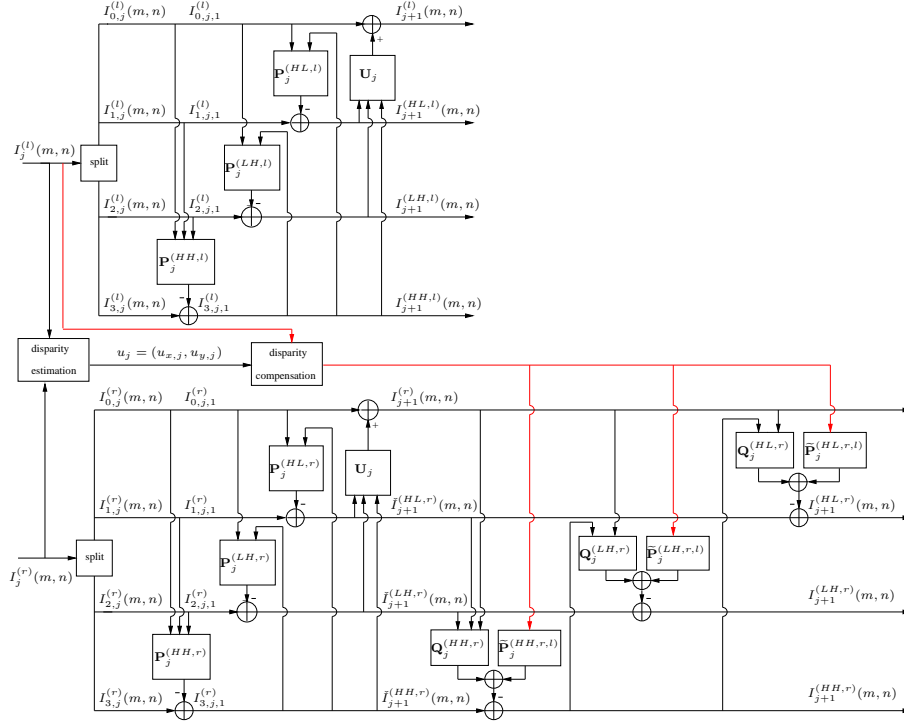 I_{0,j}^{(l)}(m,n) I_{0,j,1}^{(l)} I_{j+1}^{(l)}(m,n)
+
P_j^{(HL,l)} U_j
-
I_{1,j}^{(l)}(m,n) I_{1,j,1}^{(l)} I_{j+1}^{(HL,l)}(m,n)
I_j^{(l)}(m,n)
split
P_j^{(LH,l)}
-
I_{2,j}^{(l)}(m,n) I_{2,j,1}^{(l)} I_{j+1}^{(LH,l)}(m,n)
P_j^{(HH,l)}
-
I_{3,j}^{(l)}(m,n) I_{3,j,1}^{(l)} I_{j+1}^{(HH,l)}(m,n)
disparity
estimation
u_j = (u_{x,j}, u_{y,j})
disparity
compensation
I_{0,j}^{(r)}(m,n) I_{0,j,1}^{(r)} I_{j+1}^{(r)}(m,n)
+
P_j^{(HL,r)} U_j
Q_j^{(HL,r)} P̃_j^{(HL,r,l)}
- -
I_{1,j}^{(r)}(m,n) I_{1,j,1}^{(r)} Ĭ_{j+1}^{(HL,r)}(m,n) I_{j+1}^{(HL,r)}(m,n)
split
I_j^{(r)}(m,n)
P_j^{(LH,r)}
Q_j^{(LH,r)} P̃_j^{(LH,r,l)}
- -
I_{2,j}^{(r)}(m,n) I_{2,j,1}^{(r)} Ĭ_{j+1}^{(LH,r)}(m,n) I_{j+1}^{(LH,r)}(m,n)
P_j^{(HH,r)}
Q_j^{(HH,r)} P̃_j^{(HH,r,l)}
- -
I_{3,j}^{(r)}(m,n) I_{3,j,1}^{(r)} Ĭ_{j+1}^{(HH,r)}(m,n) I_{j+1}^{(HH,r)}(m,n)